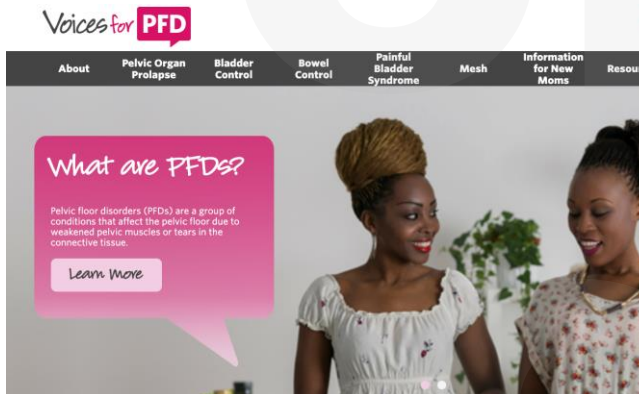 Voices for PFD
About
Pelvic Organ
Prolapse
Bladder
Control
Bowel
Control
Painful
Bladder
Syndrome
Mesh
Information
for New
Moms
What are PFDs?
Pelvic floor disorders (PFDs) are a group of
conditions that affect the pelvic floor due to
weakened pelvic muscles or tears in the
connective tissue.
Learn More